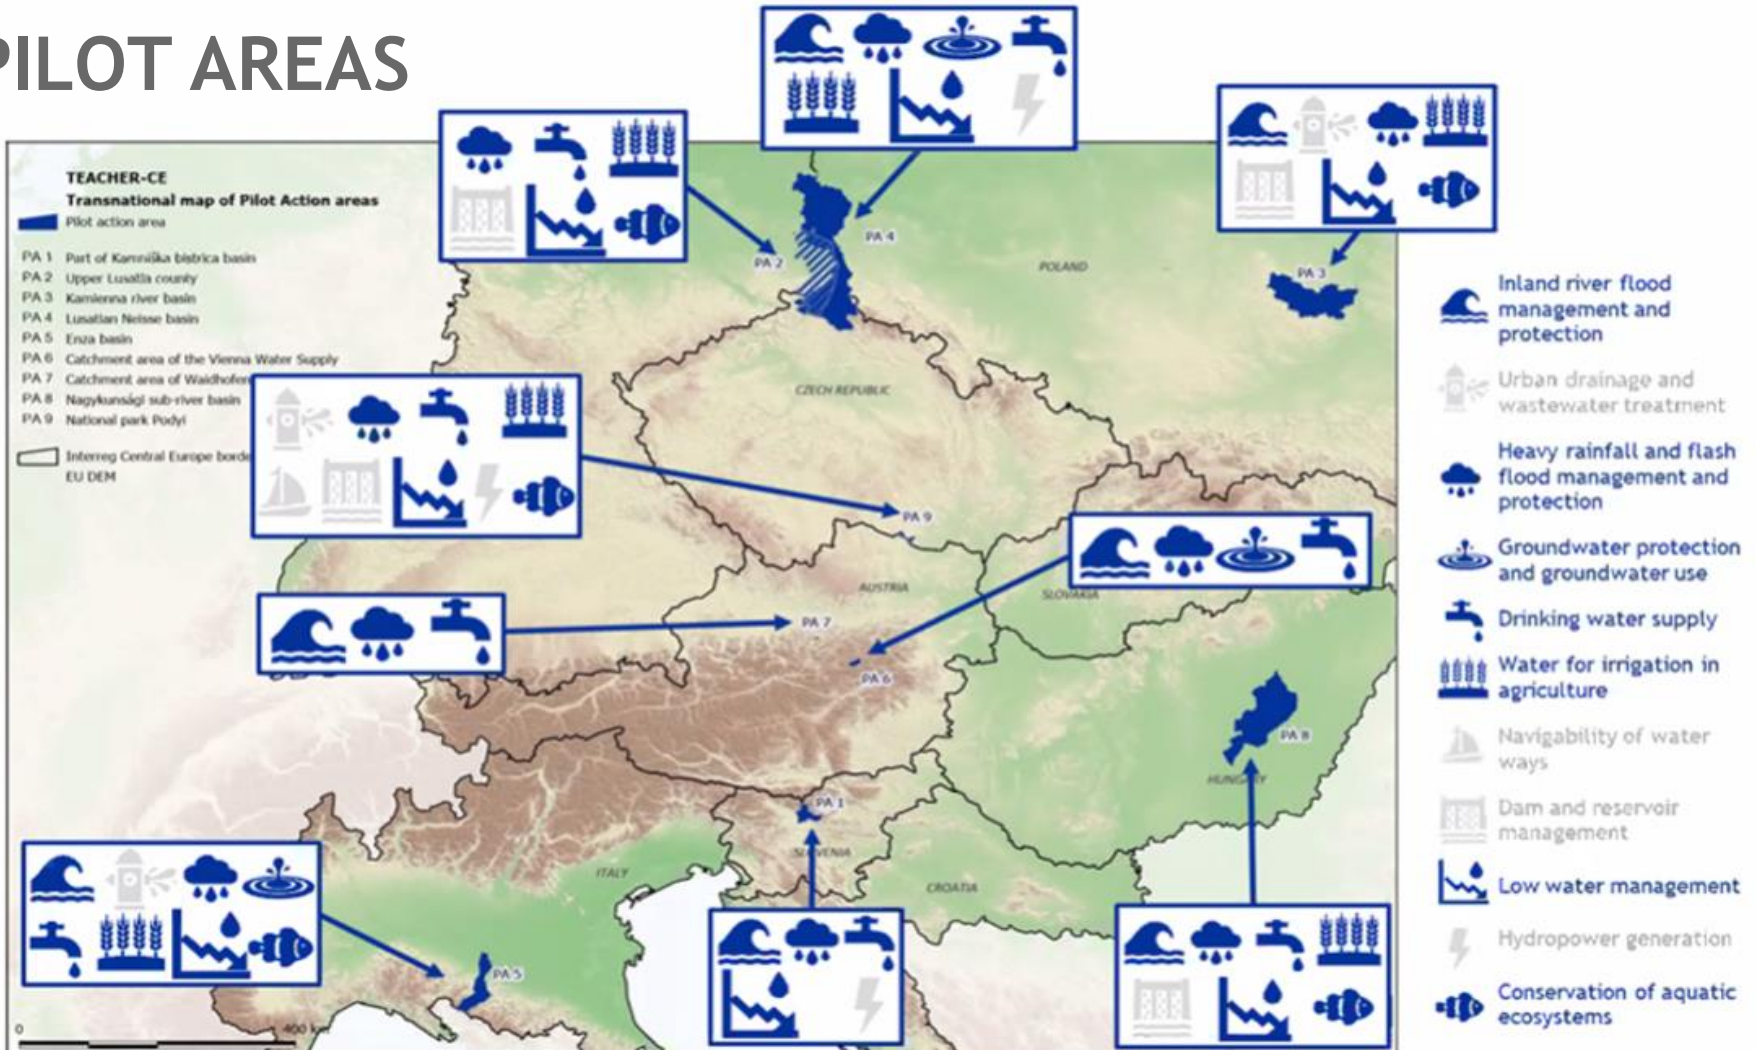 PILOT AREAS
TEACHER-CE
Transnational map of Pilot Action areas
Pilot action area
PA 1 Part of Kamniška bistrica basin
PA 2 Upper Lusatia county
PA 3 Kamienna river basin
PA 4 Lusatian Neisse basin
PA 5 Enza basin
PA 6 Catchment area of the Vienna Water Supply
PA 7 Catchment area of Waidhofen
PA 8 Nagykunsági sub-river basin
PA 9 National park Podyi
Interreg Central Europe borde
EU DEM
PA 4
PA 2
POLAND
PA 3
CZECH REPUBLIC
PA 9
AUSTRIA
SLOVAKIA
PA 7
PA 6
PA 8
HUNGARY
PA 1
SLOVENIA
ITALY
CROATIA
PA 5
0
400 km
Inland river flood
management and
protection
Urban drainage and
wastewater treatment
Heavy rainfall and flash
flood management and
protection
Groundwater protection
and groundwater use
Drinking water supply
Water for irrigation in
agriculture
Navigability of water
ways
Dam and reservoir
management
Low water management
Hydropower generation
Conservation of aquatic
ecosystems